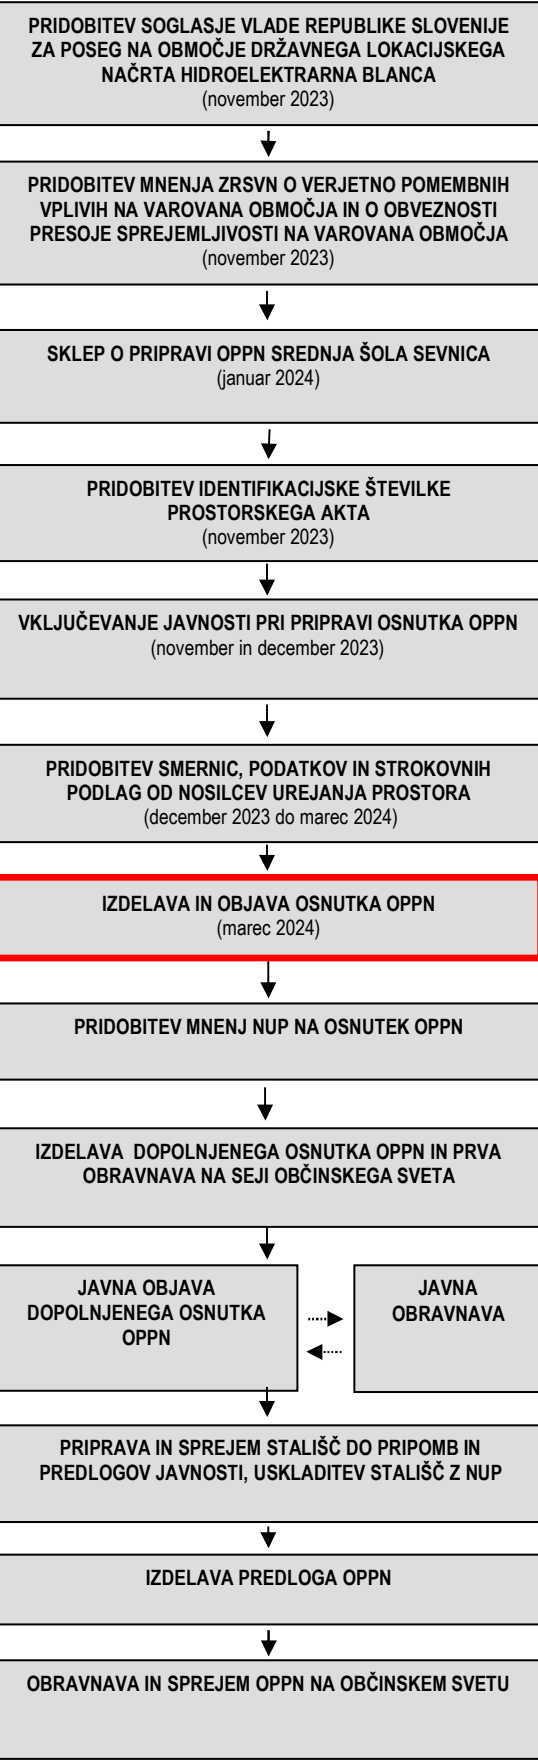 PRIDOBITEV SOGLASJE VLADE REPUBLIKE SLOVENIJE
ZA POSEG NA OBMOČJE DRŽAVNEGA LOKACIJSKEGA
NAČRTA HIDROELEKTRARNA BLANCA
(november 2023)
PRIDOBITEV MNENJA ZRSVN O VERJETNO POMEMBNIH
VPLIVIH NA VAROVANA OBMOČJA IN O OBVEZNOSTI
PRESOJE SPREJEMLJIVOSTI NA VAROVANA OBMOČJA
(november 2023)
SKLEP O PRIPRAVI OPPN SREDNJA ŠOLA SEVNICA
(januar 2024)
PRIDOBITEV IDENTIFIKACIJSKE ŠTEVILKE
PROSTORSKEGA AKTA
(november 2023)
VKLJUČEVANJE JAVNOSTI PRI PRIPRAVI OSNUTKA OPPN
(november in december 2023)
PRIDOBITEV SMERNIC, PODATKOV IN STROKOVNIH
PODLAG OD NOSILCEV UREJANJA PROSTORA
(december 2023 do marec 2024)
IZDELAVA IN OBJAVA OSNUTKA OPPN
(marec 2024)
PRIDOBITEV MNENJ NUP NA OSNUTEK OPPN
IZDELAVA DOPOLNJENEGA OSNUTKA OPPN IN PRVA
OBRAVNAVA NA SEJI OBČINSKEGA SVETA
JAVNA OBJAVA
DOPOLNJENEGA OSNUTKA
OPPN
JAVNA
OBRAVNAVA
PRIPRAVA IN SPREJEM STALIŠČ DO PRIPOMB IN
PREDLOGOV JAVNOSTI, USKLADITEV STALIŠČ Z NUP
IZDELAVA PREDLOGA OPPN
OBRAVNAVA IN SPREJEM OPPN NA OBČINSKEM SVETU